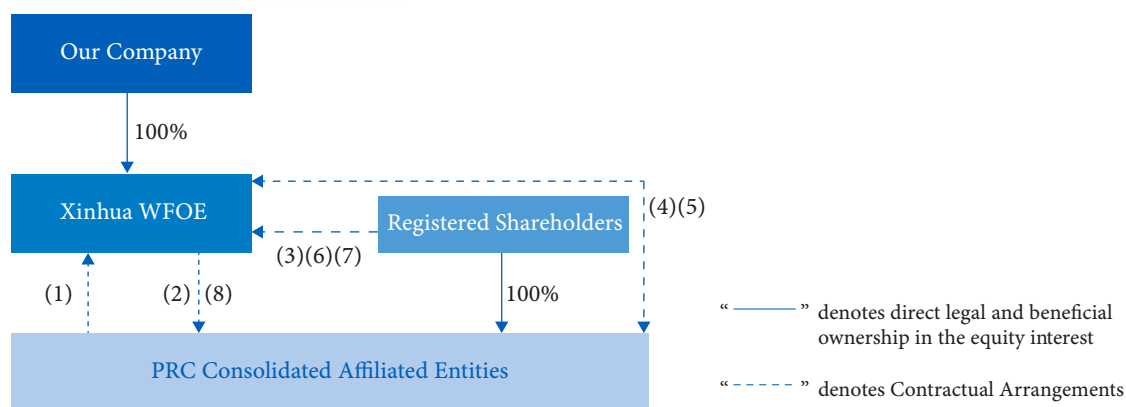 Our Company
100%
Xinhua WFOE
Registered Shareholders
(4)(5)
(3)(6)(7)
(1)
(2)
(8)
100%
PRC Consolidated Affiliated Entities
“ ” denotes direct legal and beneficial
ownership in the equity interest
“ ” denotes Contractual Arrangements